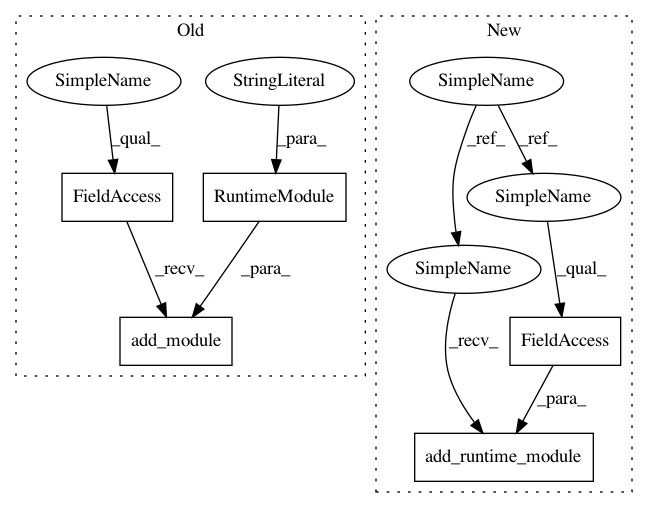 Old
New
SimpleName
StringLiteral
SimpleName
_qual_
_para_
_ref_
_ref_
FieldAccess
RuntimeModule
SimpleName
_recv_
_para_
SimpleName
_qual_
add_module
_recv_
FieldAccess
_para_
add_runtime_module